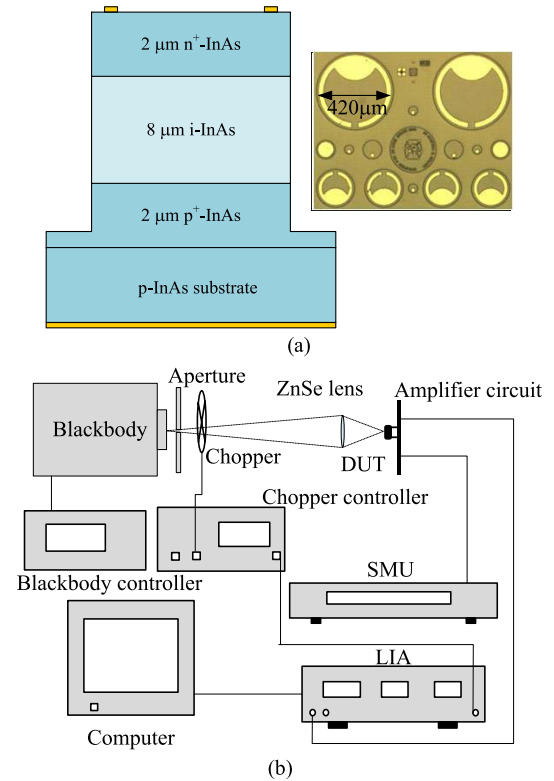 2 μm n⁺-InAs
8 μm i-InAs
2 μm p⁺-InAs
p-InAs substrate
420μm
(a)
Aperture
ZnSe lens
Amplifier circuit
Blackbody
Chopper
DUT
Chopper controller
Blackbody controller
SMU
LIA
Computer
(b)